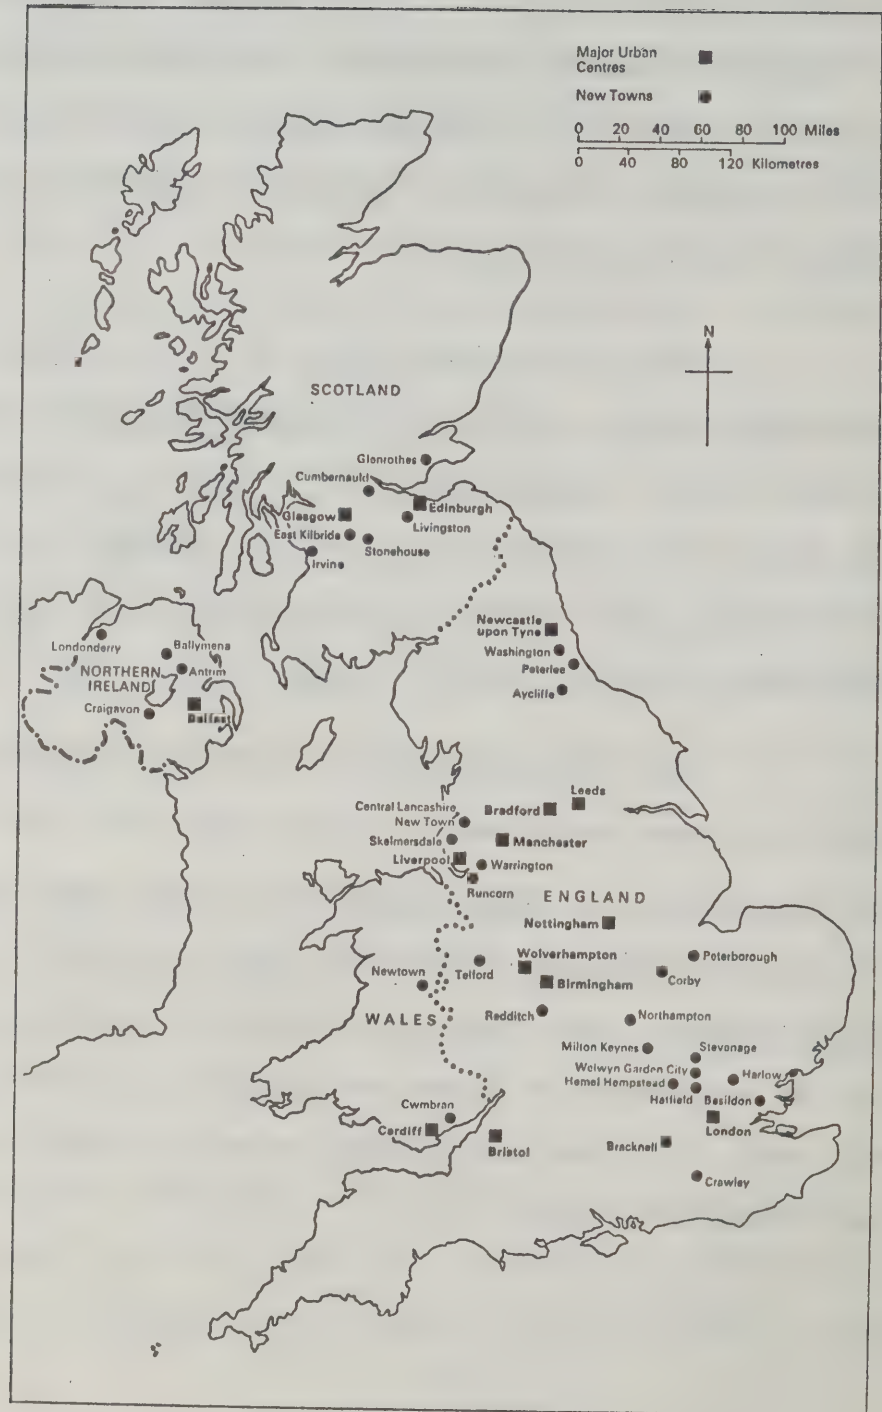 Major Urban
Centres
New Towns
0 20 40 60 80 100 Miles
0 40 80 120 Kilometres
N
SCOTLAND
Glenrothes
Cumbernauld
Edinburgh
Glasgow
Livingston
East Kilbride
Stonehouse
Irvine
Newcastle
upon Tyne
Londonderry
Ballymena
Washington
NORTHERN
IRELAND
Antrim
Peterlee
Aycliffe
Craigavon
Belfast
Leeds
Central Lancashire
New Town
Bradford
Skelmersdale
Manchester
Liverpool
Warrington
Runcorn
ENGLAND
Nottingham
Wolverhampton
Peterborough
Newtown
Telford
Birmingham
Corby
WALES
Redditch
Northampton
Milton Keynes
Stevenage
Welwyn Garden City
Hemel Hempstead
Harlow
Hatfield
Basildon
Cwmbran
Cardiff
London
Bristol
Bracknell
Crawley